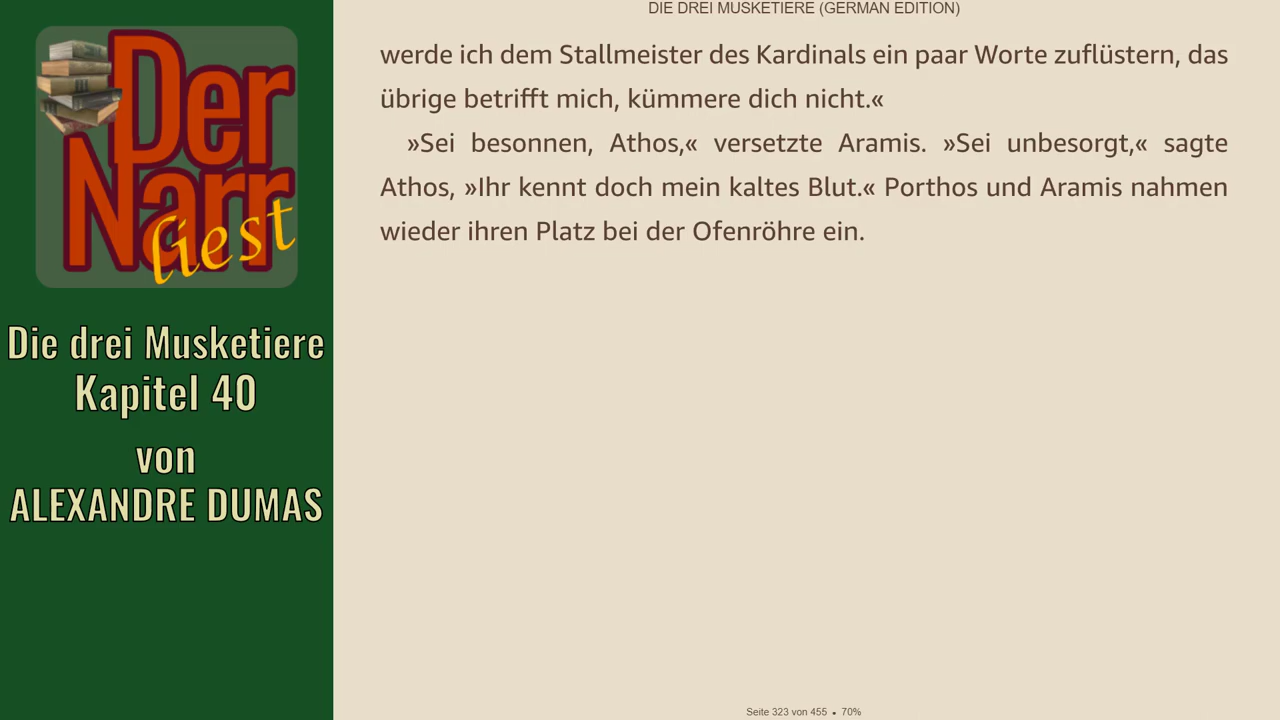 Der
Narr
liest
Die drei Musketiere
Kapitel 40
von
ALEXANDRE DUMAS
DIE DREI MUSKETIERE (GERMAN EDITION)
werde ich dem Stallmeister des Kardinals ein paar Worte zuflüstern, das
übrige betrifft mich, kümmere dich nicht.«
»Sei besonnen, Athos,« versetzte Aramis. »Sei unbesorgt,« sagte
Athos, »Ihr kennt doch mein kaltes Blut.« Porthos und Aramis nahmen
wieder ihren Platz bei der Ofenröhre ein.
Seite 323 von 455 • 70%